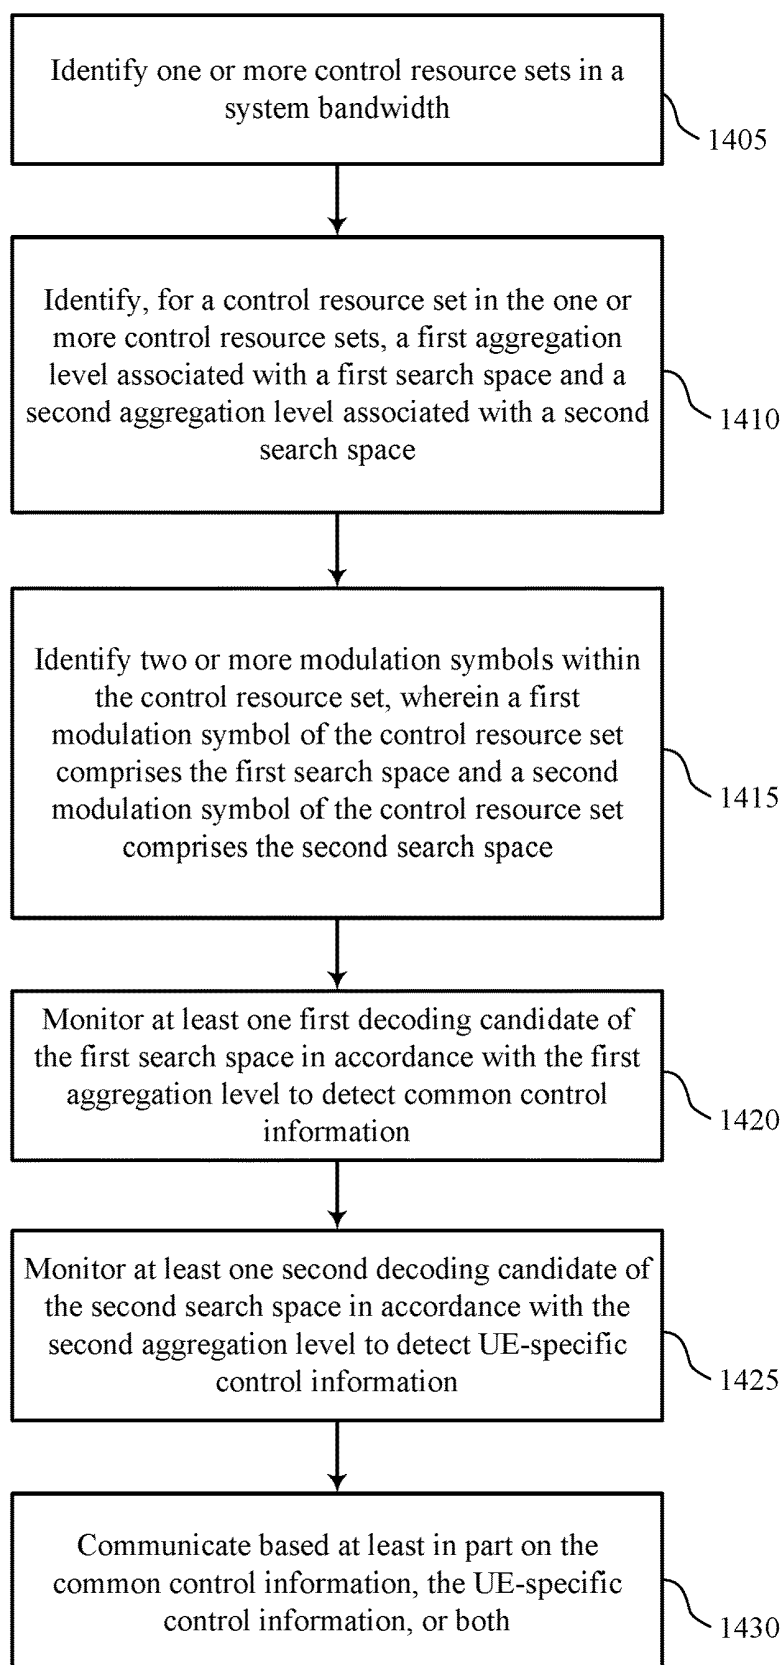 Identify one or more control resource sets in a
system bandwidth
1405
Identify, for a control resource set in the one or
more control resource sets, a first aggregation
level associated with a first search space and a
second aggregation level associated with a second
search space
1410
Identify two or more modulation symbols within
the control resource set, wherein a first
modulation symbol of the control resource set
comprises the first search space and a second
modulation symbol of the control resource set
comprises the second search space
1415
Monitor at least one first decoding candidate of
the first search space in accordance with the first
aggregation level to detect common control
information
1420
Monitor at least one second decoding candidate of
the second search space in accordance with the
second aggregation level to detect UE-specific
control information
1425
Communicate based at least in part on the
common control information, the UE-specific
control information, or both
1430